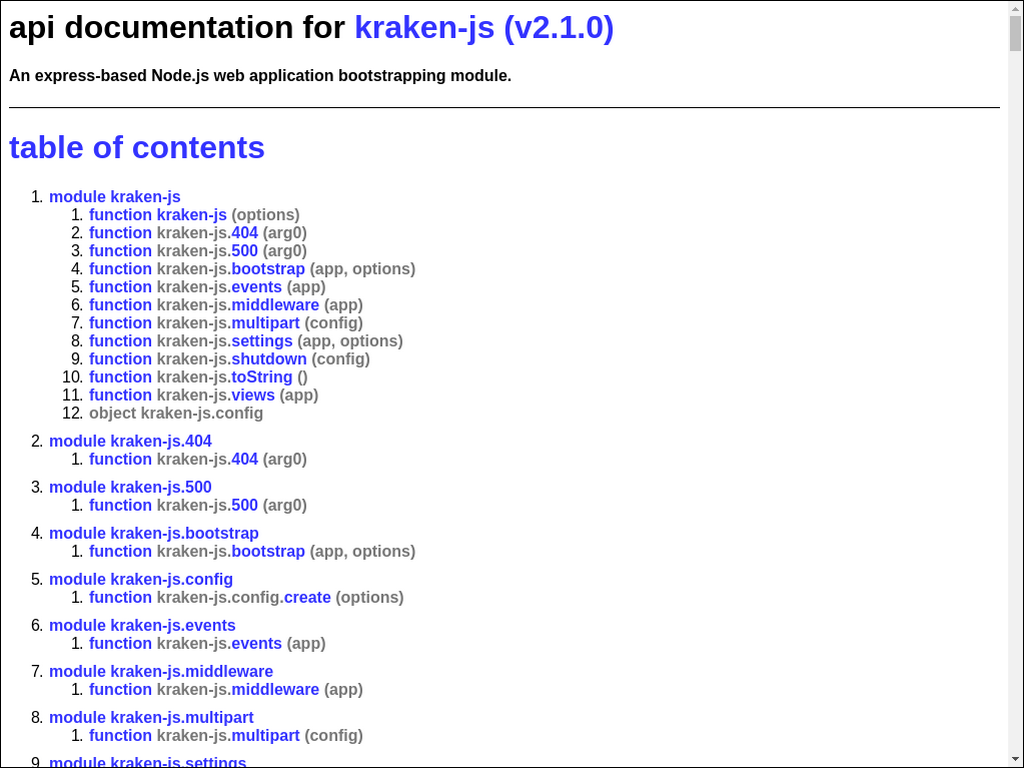 api documentation for kraken-js (v2.1.0)
An express-based Node.js web application bootstrapping module.
table of contents
1. module kraken-js
1. function kraken-js (options)
2. function kraken-js.404 (arg0)
3. function kraken-js.500 (arg0)
4. function kraken-js.bootstrap (app, options)
5. function kraken-js.events (app)
6. function kraken-js.middleware (app)
7. function kraken-js.multipart (config)
8. function kraken-js.settings (app, options)
9. function kraken-js.shutdown (config)
10. function kraken-js.toString ()
11. function kraken-js.views (app)
12. object kraken-js.config
2. module kraken-js.404
1. function kraken-js.404 (arg0)
3. module kraken-js.500
1. function kraken-js.500 (arg0)
4. module kraken-js.bootstrap
1. function kraken-js.bootstrap (app, options)
5. module kraken-js.config
1. function kraken-js.config.create (options)
6. module kraken-js.events
1. function kraken-js.events (app)
7. module kraken-js.middleware
1. function kraken-js.middleware (app)
8. module kraken-js.multipart
1. function kraken-js.multipart (config)
9. module kraken-js.settings